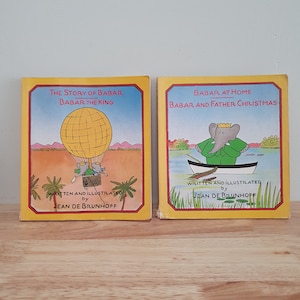 THE STORY OF BABAR
BABAR THE KING
WRITTEN AND ILLUSTRATED
by
JEAN DE BRUNHOFF
BABAR AT HOME
BABAR AND FATHER CHRISTMAS
WRITTEN AND ILLUSTRATED
by
JEAN DE BRUNHOFF